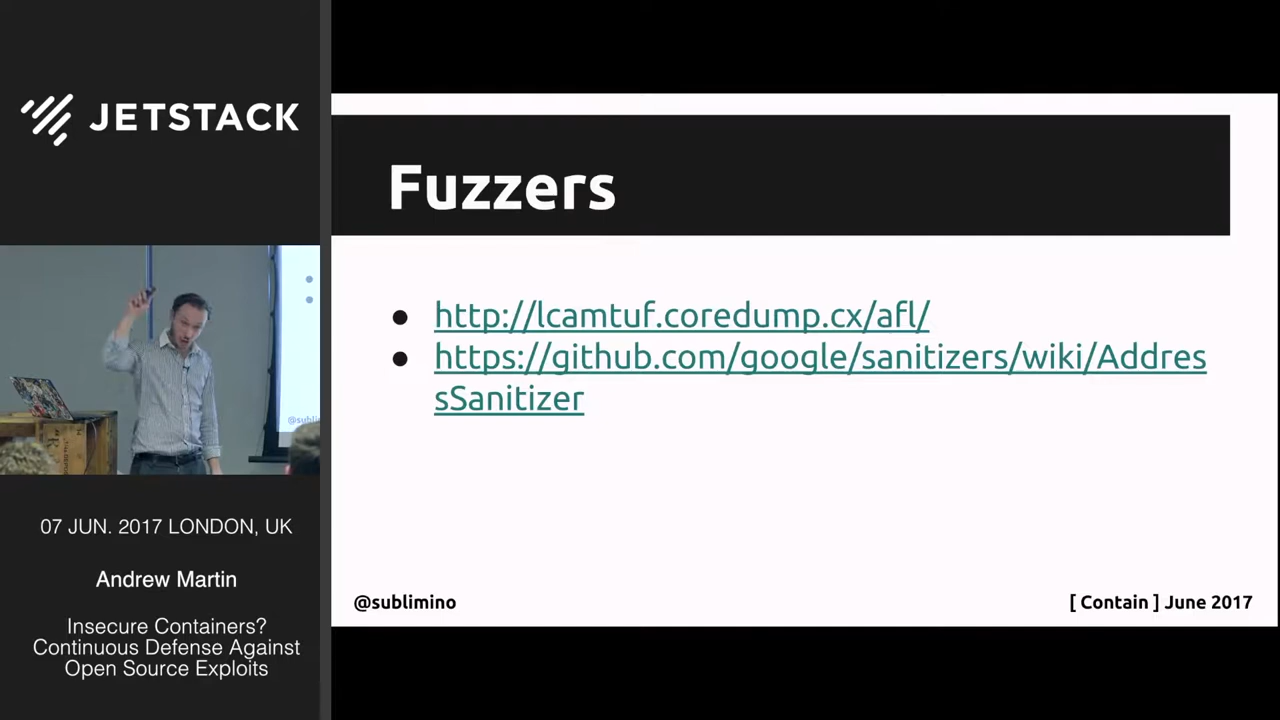 JETSTACK
Fuzzers
http://lcamtuf.coredump.cx/afl/
https://github.com/google/sanitizers/wiki/Addres
sSanitizer
@sublimino
[ Contain ] June 2017
07 JUN. 2017 LONDON, UK
Andrew Martin
Insecure Containers?
Continuous Defense Against
Open Source Exploits